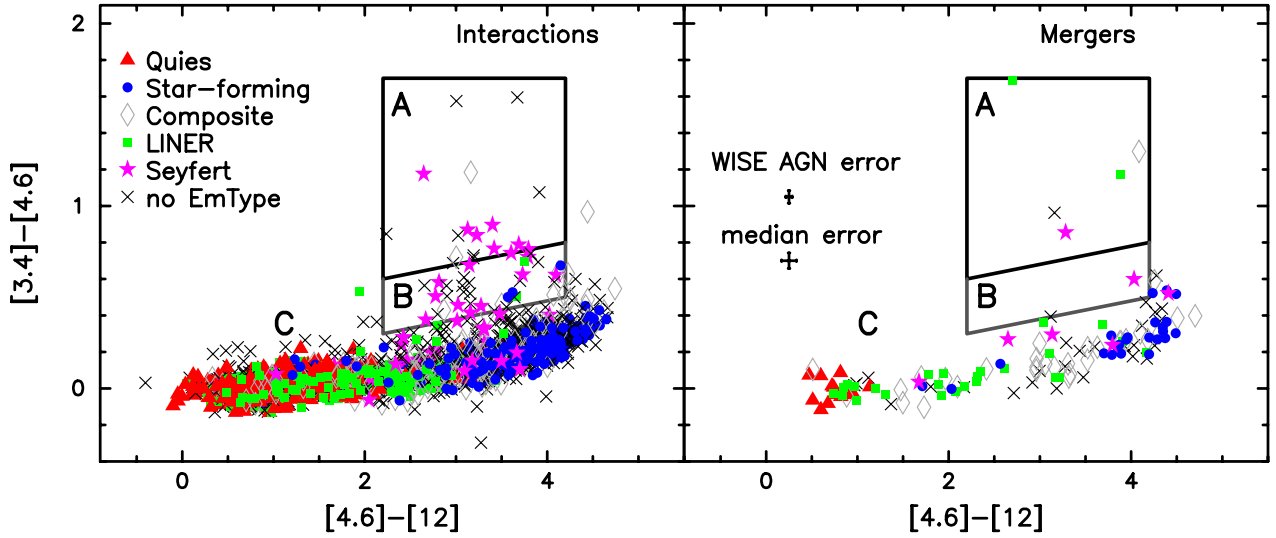 Interactions
Mergers
Quies
Star-forming
Composite
LINER
Seyfert
no EmType
A
B
C
A
B
C
WISE AGN error
median error
2
1
0
[3.4]-[4.6]
0 2 4
0 2 4
[4.6]-[12]
[4.6]-[12]